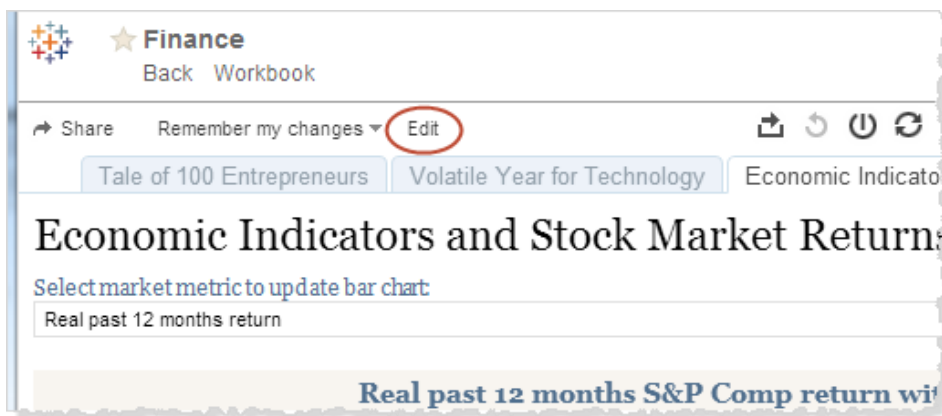 Finance
Back Workbook
Share Remember my changes Edit
Tale of 100 Entrepreneurs Volatile Year for Technology Economic Indicato
Economic Indicators and Stock Market Returns
Select market metric to update bar chart:
Real past 12 months return
Real past 12 months S&P Comp return wit